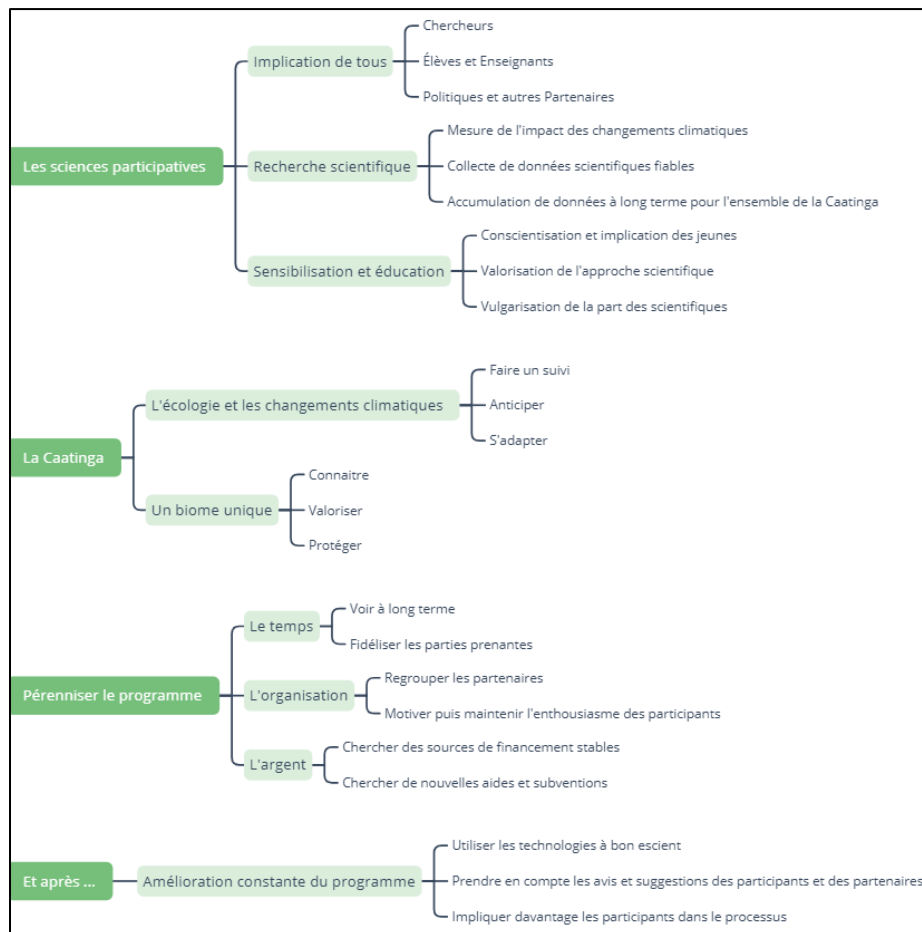 Les sciences participatives
Implication de tous
Chercheurs
Élèves et Enseignants
Politiques et autres Partenaires
Recherche scientifique
Mesure de l'impact des changements climatiques
Collecte de données scientifiques fiables
Accumulation de données à long terme pour l'ensemble de la Caatinga
Sensibilisation et éducation
Conscientisation et implication des jeunes
Valorisation de l'approche scientifique
Vulgarisation de la part des scientifiques
La Caatinga
L'écologie et les changements climatiques
Faire un suivi
Anticiper
S'adapter
Un biome unique
Connaitre
Valoriser
Protéger
Pérenniser le programme
Le temps
Voir à long terme
Fidéliser les parties prenantes
L'organisation
Regrouper les partenaires
Motiver puis maintenir l'enthousiasme des participants
L'argent
Chercher des sources de financement stables
Chercher de nouvelles aides et subventions
Et après ...
Amélioration constante du programme
Utiliser les technologies à bon escient
Prendre en compte les avis et suggestions des participants et des partenaires
Impliquer davantage les participants dans le processus